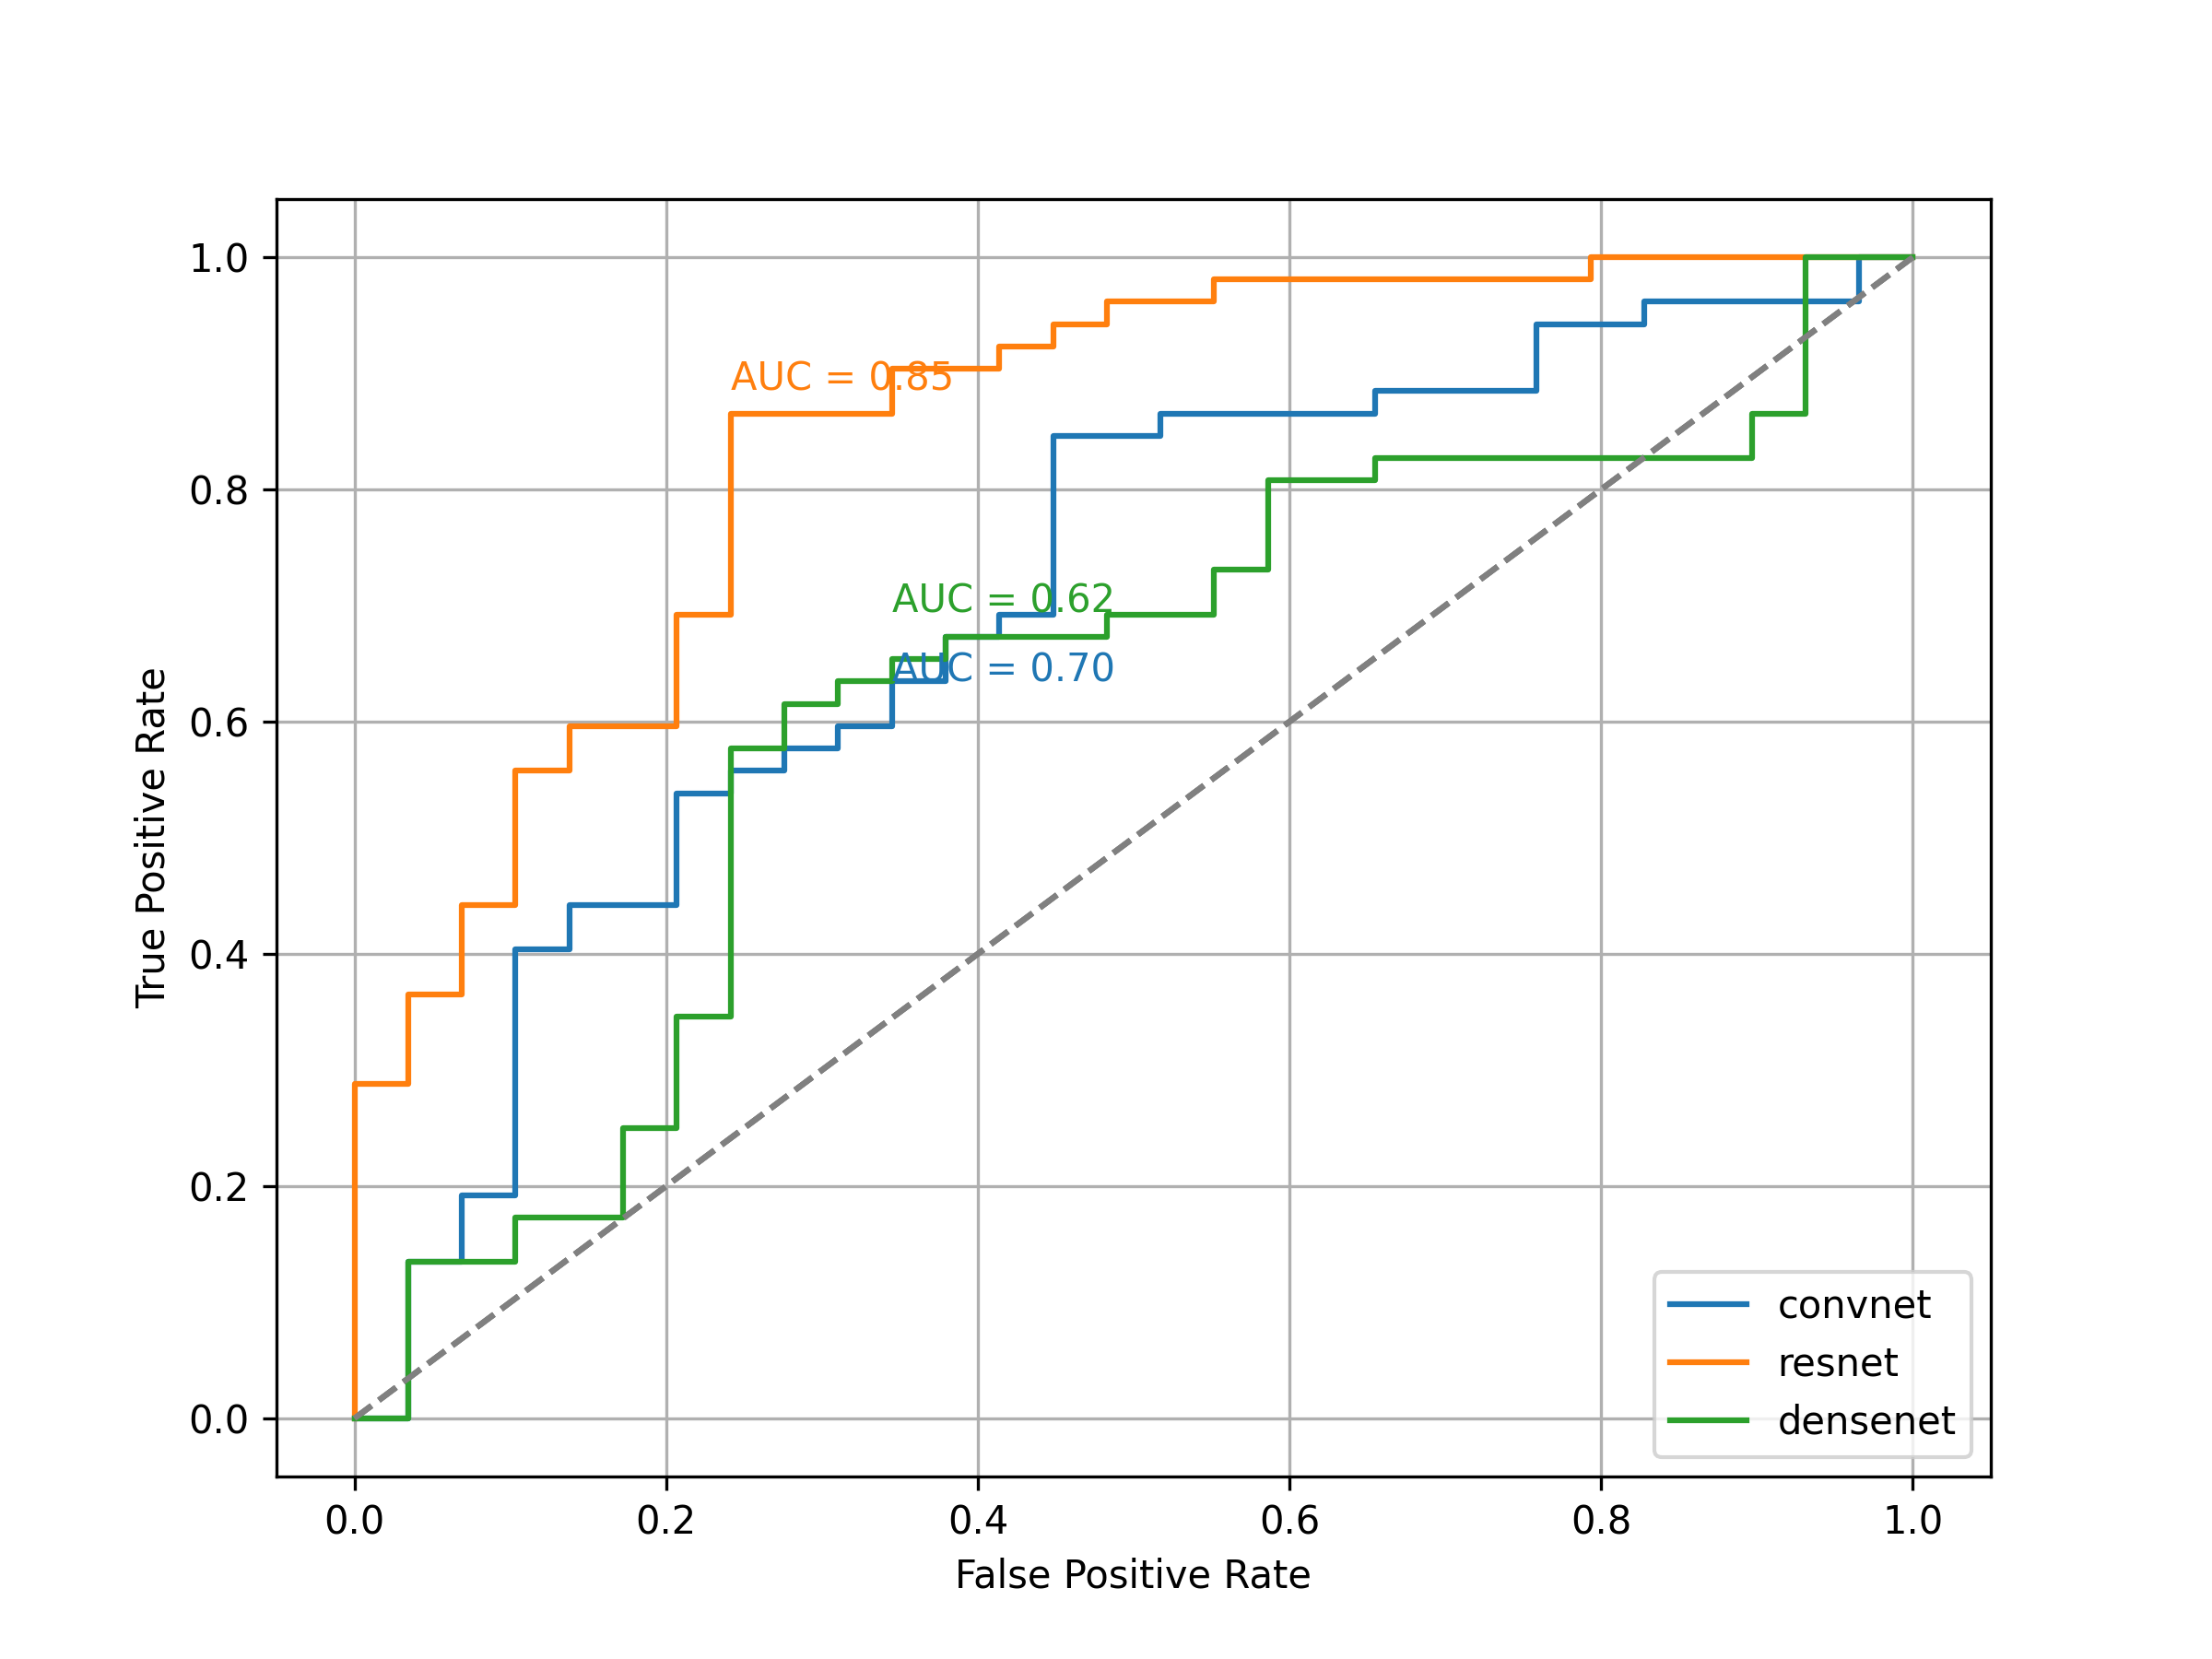 1.0
0.8
0.6
0.4
0.2
0.0
True Positive Rate
AUC = 0.85
AUC = 0.62
AUC = 0.70
convnet
resnet
densenet
0.0 0.2 0.4 0.6 0.8 1.0
False Positive Rate